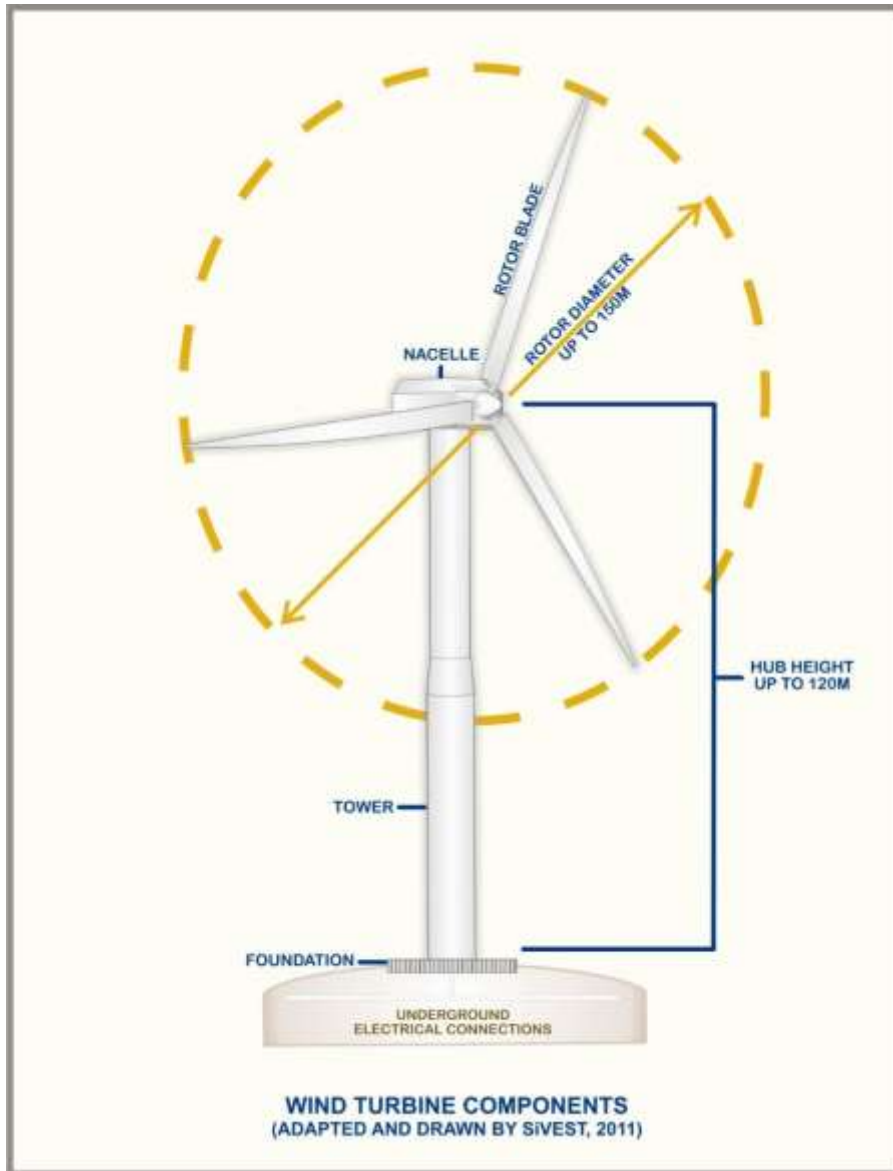 ROTOR BLADE
ROTOR DIAMETER
UP TO 150M
NACELLE
HUB HEIGHT
UP TO 120M
TOWER
FOUNDATION
UNDERGROUND
ELECTRICAL CONNECTIONS
WIND TURBINE COMPONENTS
(ADAPTED AND DRAWN BY SiVEST, 2011)